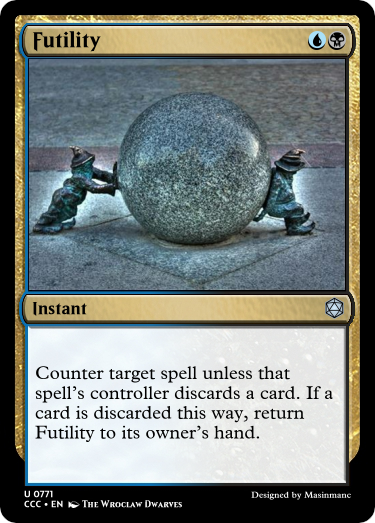 Futility
Instant
Counter target spell unless that
spell's controller discards a card. If a
card is discarded this way, return
Futility to its owner's hand.
U 0771
CCC • EN The Wroclaw Dwarves
Designed by Masinmanc